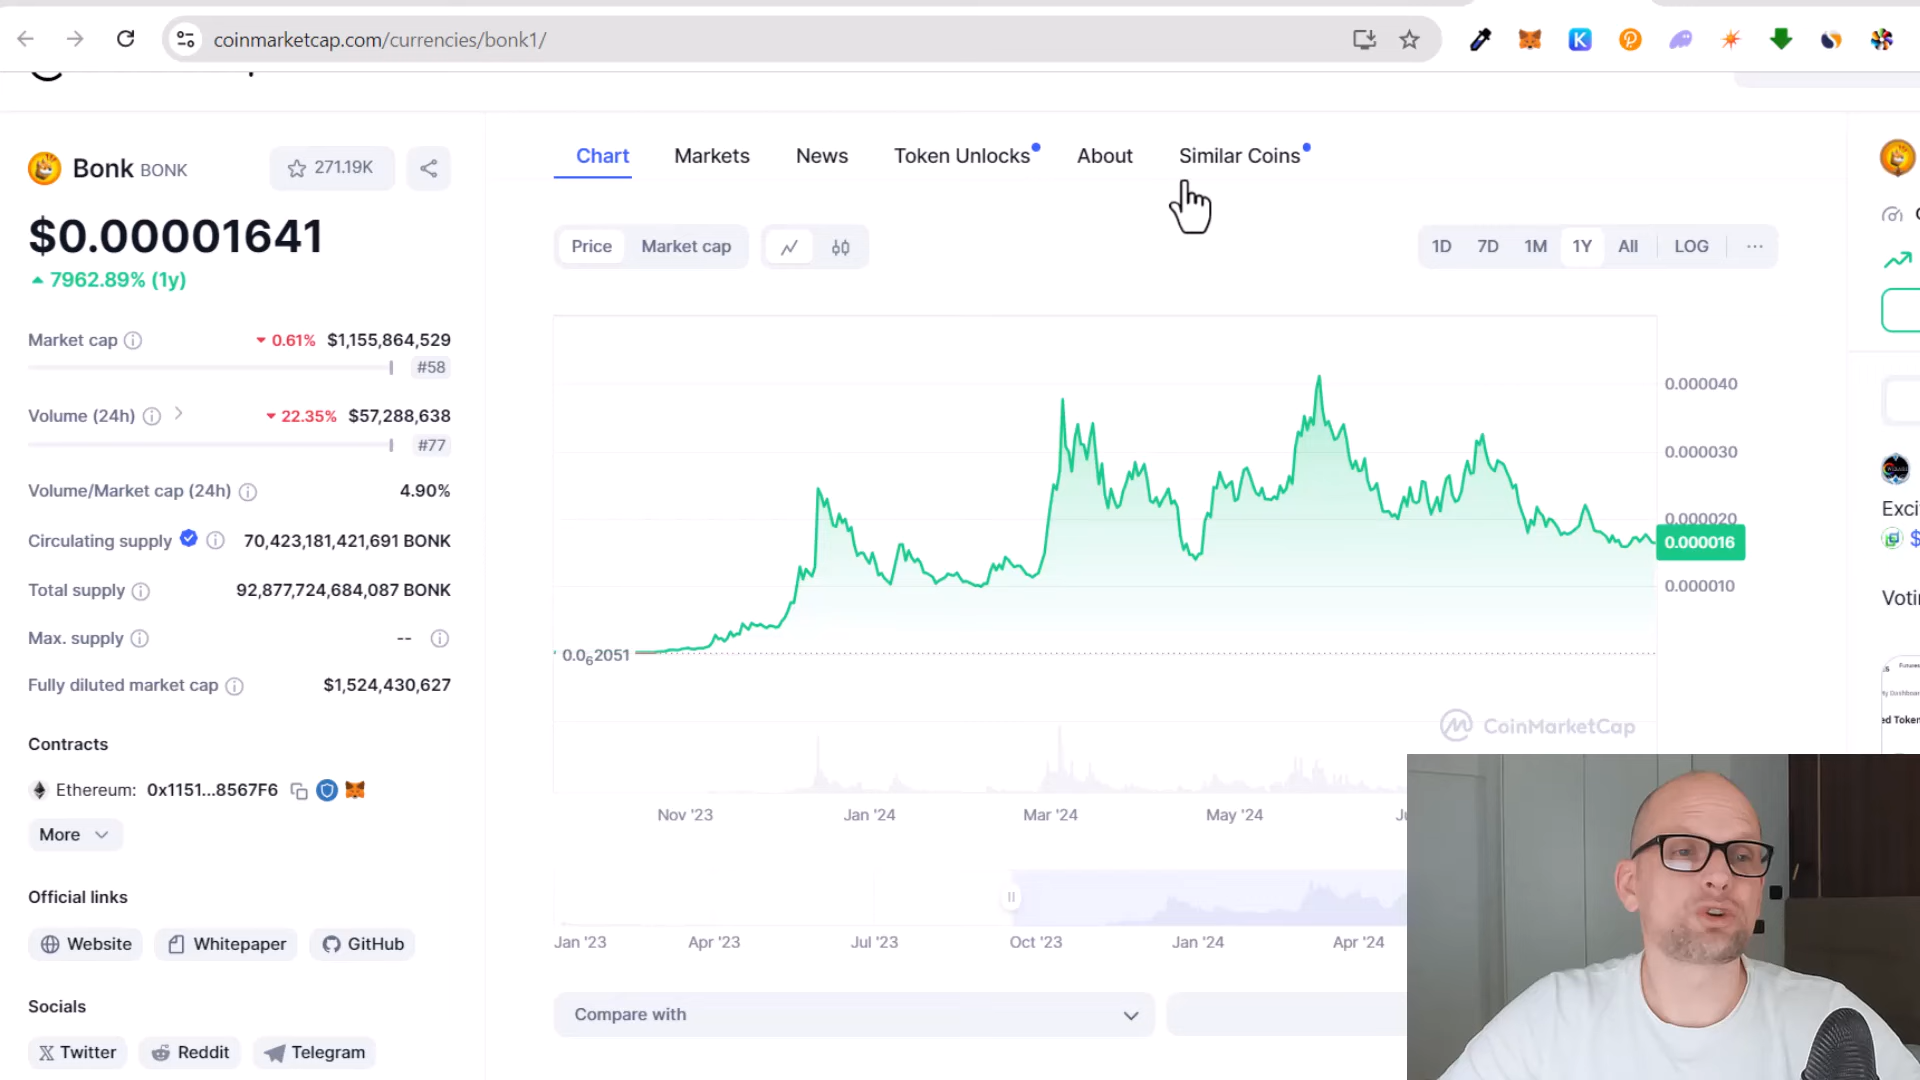 coinmarketcap.com/currencies/bonk1/
Bonk BONK
271.19K
$0.00001641
7962.89% (1y)
Market cap
0.61% $1,155,864,529
#58
Volume (24h)
22.35% $57,288,638
#77
Volume/Market cap (24h)
4.90%
Circulating supply
70,423,181,421,691 BONK
Total supply
92,877,724,684,087 BONK
Max. supply
--
Fully diluted market cap
$1,524,430,627
Contracts
Ethereum: 0x1151...8567F6
More
Official links
Website Whitepaper GitHub
Socials
Twitter Reddit Telegram
Chart Markets News Token Unlocks About Similar Coins
Price Market cap
1D 7D 1M 1Y All LOG ...
0.000040
0.000030
0.000020
0.000016
0.000010
0.0₆2051
CoinMarketCap
Nov '23 Jan '24 Mar '24 May '24
Jan '23 Apr '23 Jul '23 Oct '23 Jan '24 Apr '24
Compare with